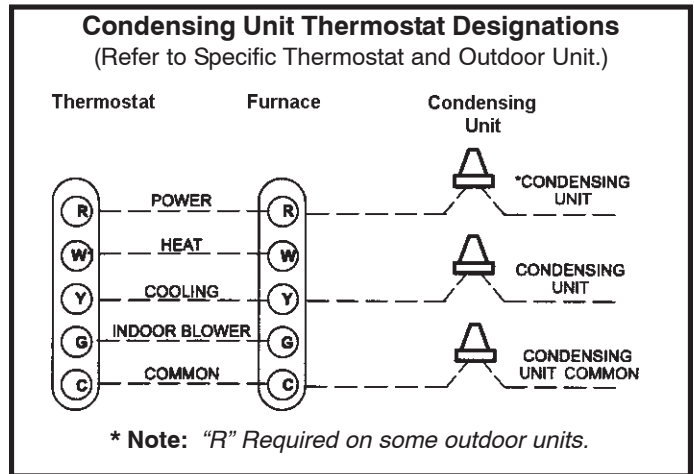 Condensing Unit Thermostat Designations
(Refer to Specific Thermostat and Outdoor Unit.)
Thermostat Furnace Condensing
Unit
R POWER R *CONDENSING
UNIT
W* HEAT W
Y COOLING Y CONDENSING
UNIT
G INDOOR BLOWER G
C COMMON C CONDENSING
UNIT COMMON
* Note: “R” Required on some outdoor units.